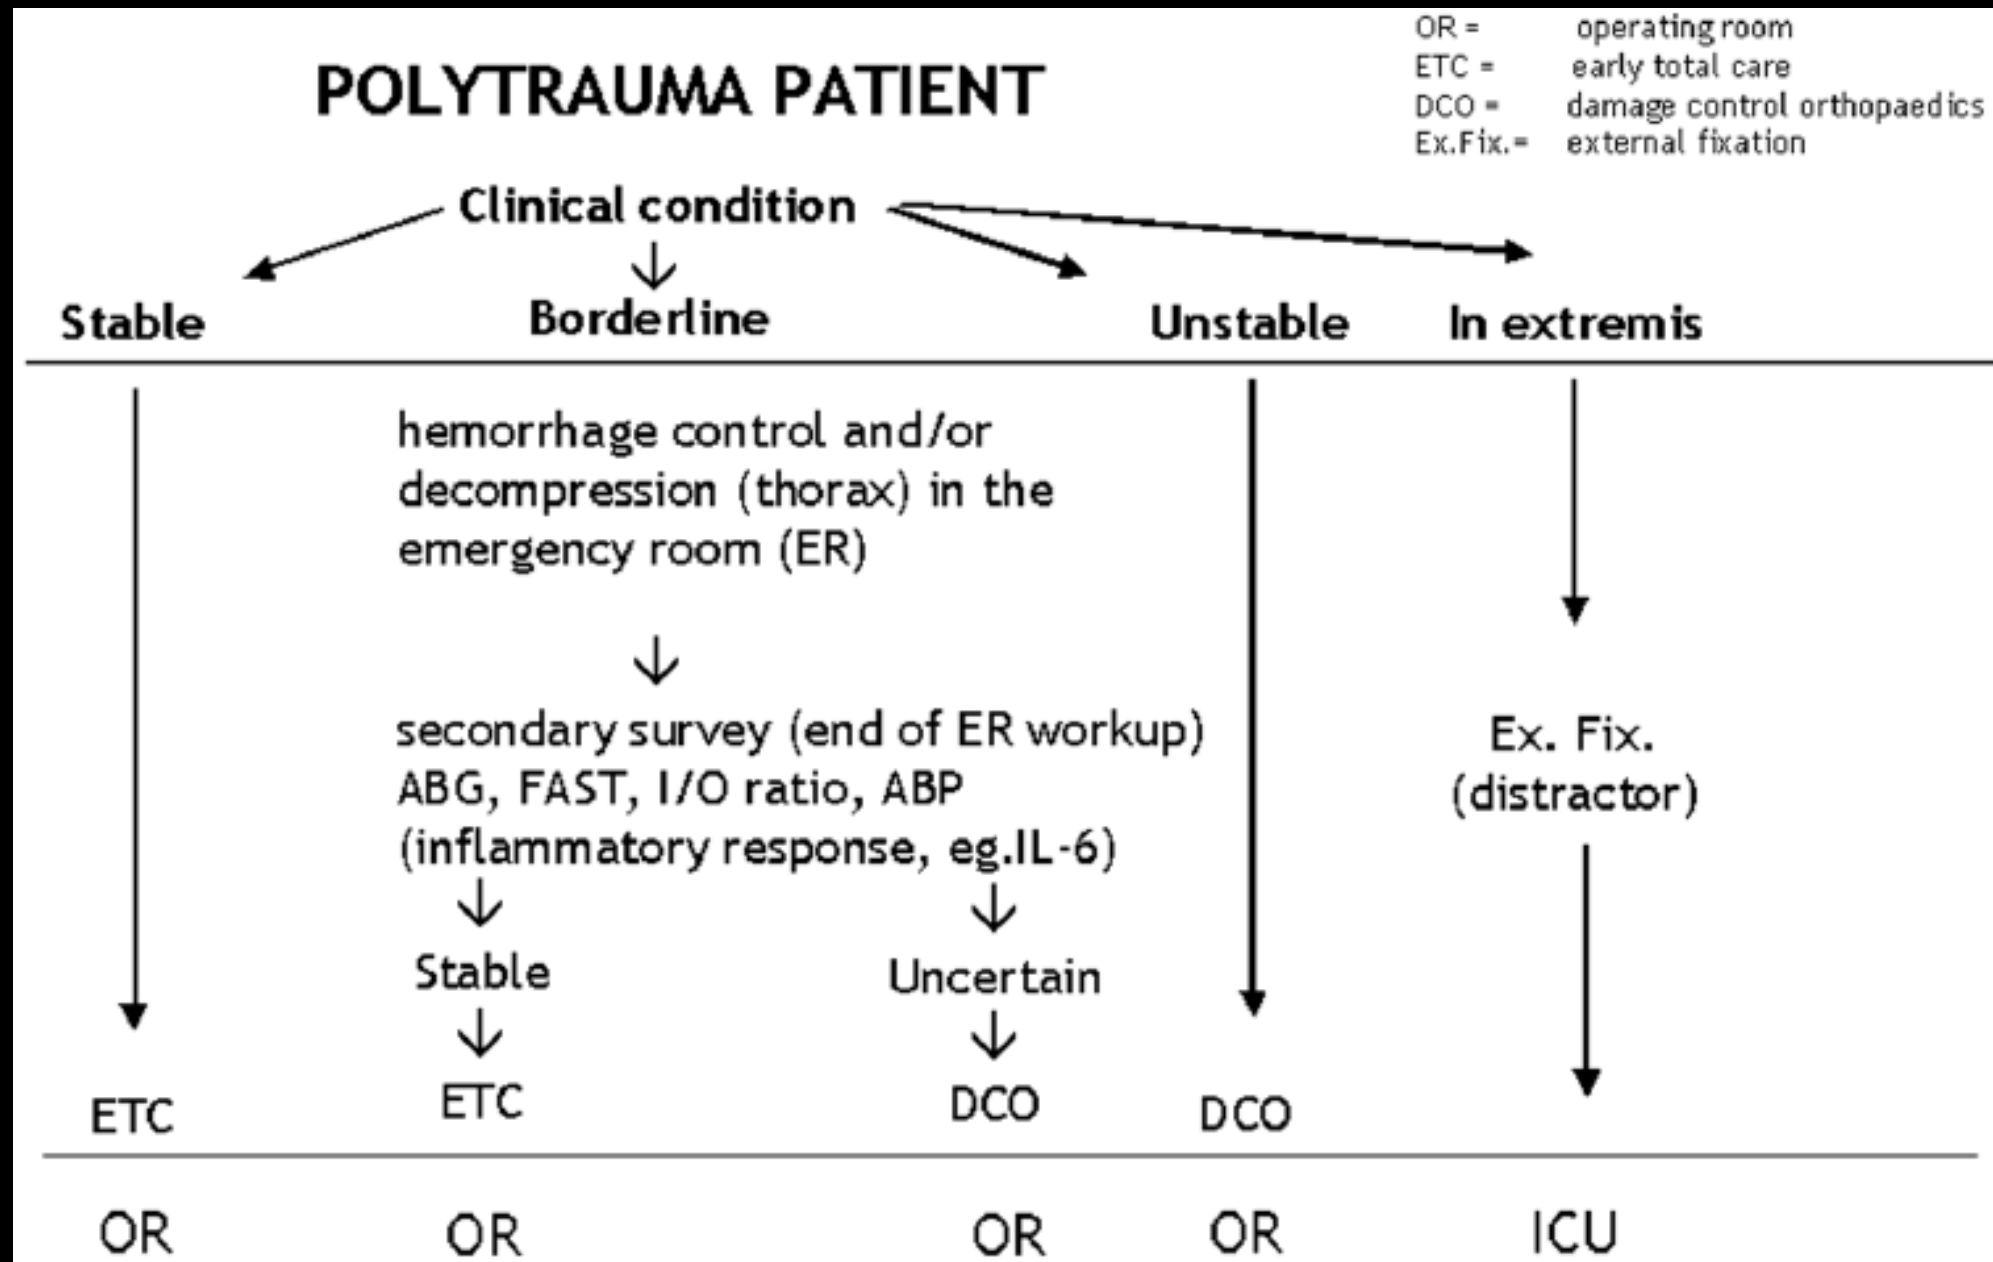 OR = operating room
ETC = early total care
DCO = damage control orthopaedics
Ex.Fix.= external fixation
POLYTRAUMA PATIENT
Clinical condition
Stable Borderline Unstable In extremis
hemorrhage control and/or
decompression (thorax) in the
emergency room (ER)
secondary survey (end of ER workup)
ABG, FAST, I/O ratio, ABP
(inflammatory response, eg.IL-6)
Ex. Fix.
(distractor)
Stable Uncertain
ETC ETC DCO DCO
OR OR OR OR ICU